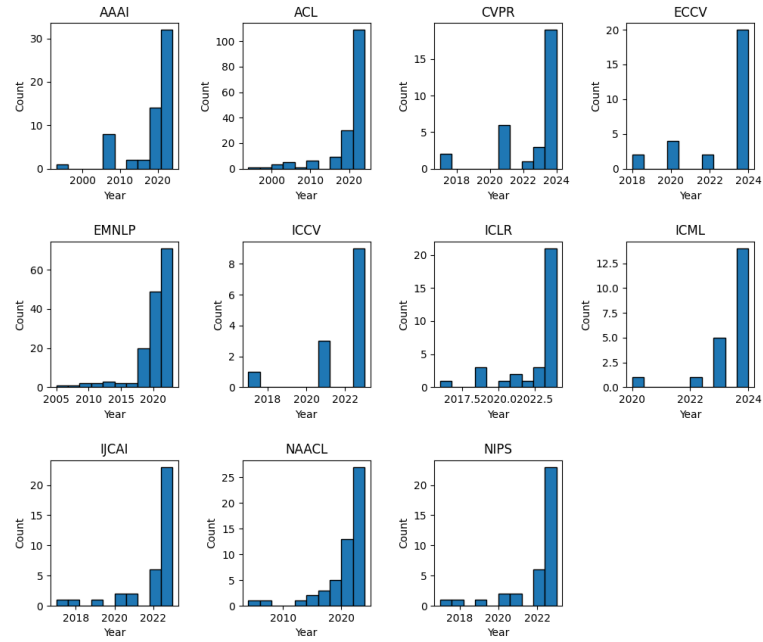 AAAI
Count
30
20
10
0
2000 2010 2020
Year
ACL
Count
100
80
60
40
20
0
2000 2010 2020
Year
CVPR
Count
15
10
5
0
2018 2020 2022 2024
Year
ECCV
Count
20
15
10
5
0
2018 2020 2022 2024
Year
EMNLP
Count
60
40
20
0
2005 2010 2015 2020
Year
ICCV
Count
8
6
4
2
0
2018 2020 2022
Year
ICLR
Count
20
15
10
5
0
2017.5 2020.0 2022.5
Year
ICML
Count
12.5
10.0
7.5
5.0
2.5
0.0
2020 2022 2024
Year
IJCAI
Count
20
15
10
5
0
2018 2020 2022
Year
NAACL
Count
25
20
15
10
5
0
2010 2020
Year
NIPS
Count
20
15
10
5
0
2018 2020 2022
Year